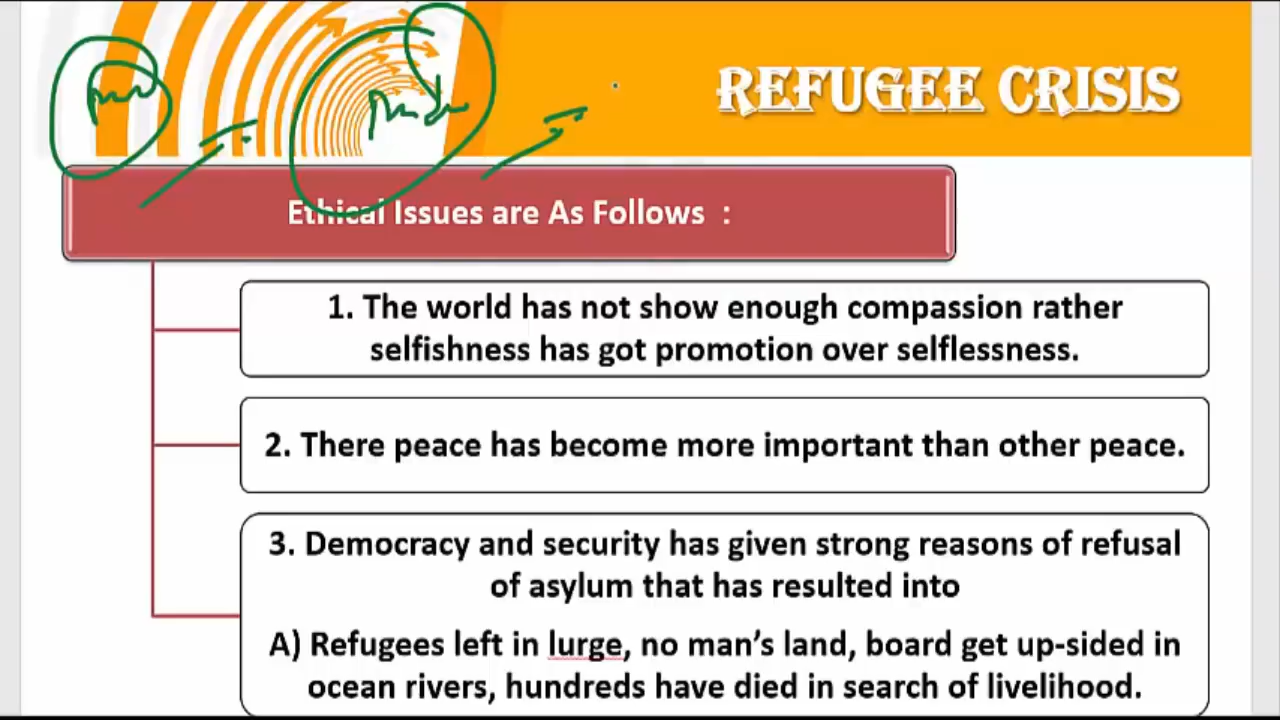 REFUGEE CRISIS
Ethical Issues are As Follows :
1. The world has not show enough compassion rather
selfishness has got promotion over selflessness.
2. There peace has become more important than other peace.
3. Democracy and security has given strong reasons of refusal
of asylum that has resulted into
A) Refugees left in lurge, no man’s land, board get up-sided in
ocean rivers, hundreds have died in search of livelihood.